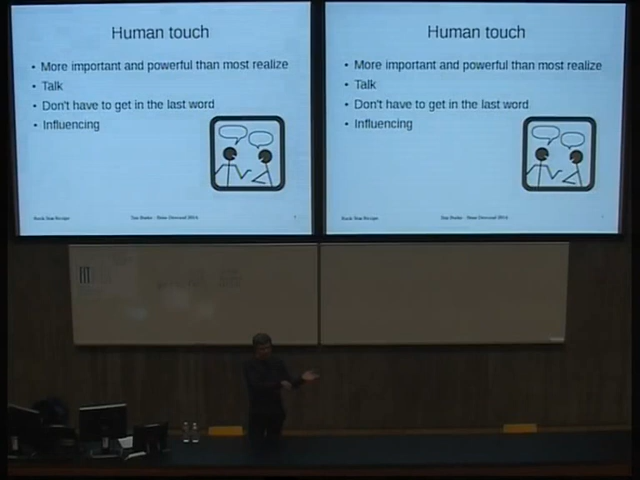 Human touch
• More important and powerful than most realize
• Talk
• Don't have to get in the last word
• Influencing
Human touch
• More important and powerful than most realize
• Talk
• Don't have to get in the last word
• Influencing